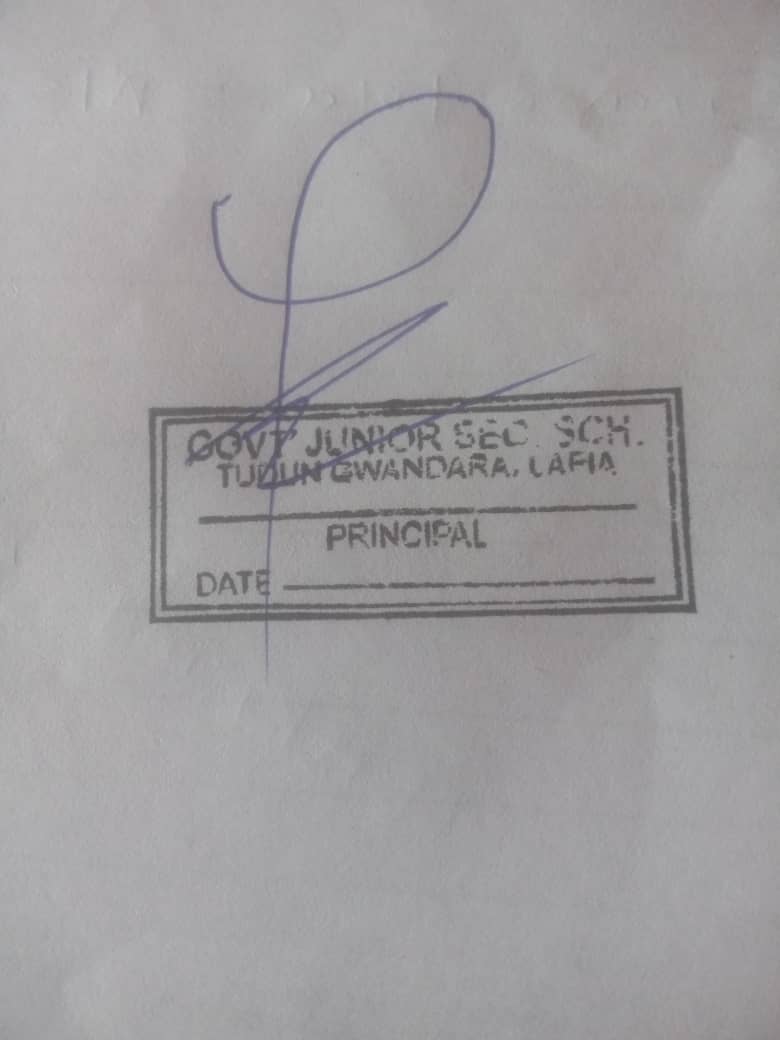 GOVT' JUNIOR SEC. SCH.
TUDUN GWANDARA, LAFIA
PRINCIPAL
DATE